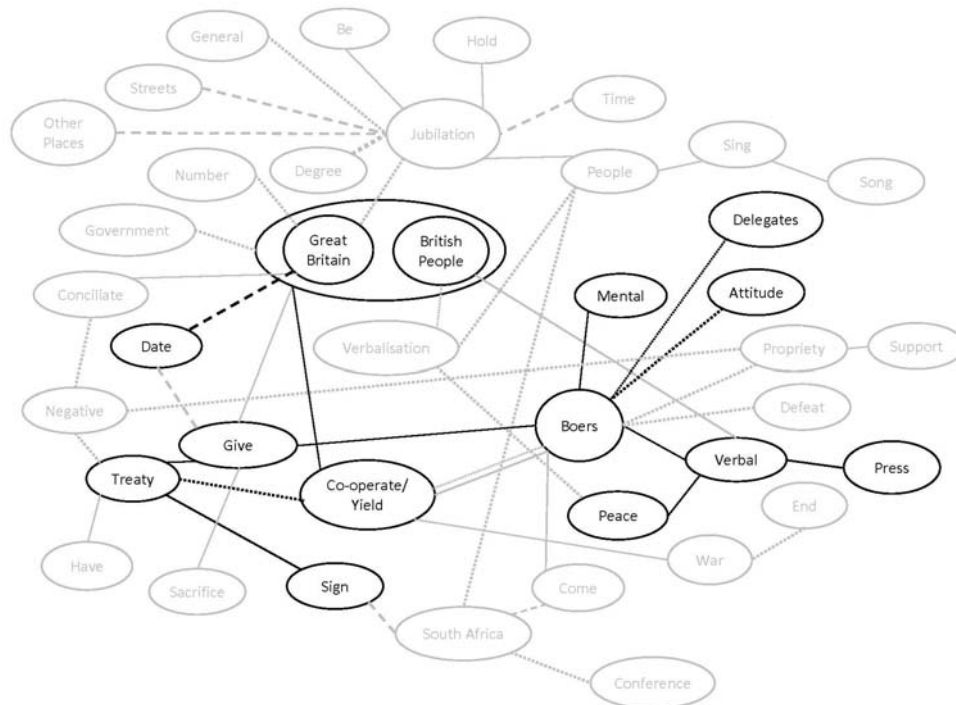 General
Be
Hold
Streets
Time
Other
Places
Jubilation
Sing
Degree
People
Number
Song
Delegates
Government
Great
Britain
British
People
Mental
Attitude
Conciliate
Date
Verbalisation
Propriety
Support
Negative
Defeat
Boers
Give
Verbal
Press
Treaty
Co-operate/
Yield
Peace
End
War
Have
Sacrifice
Sign
Come
South Africa
Conference